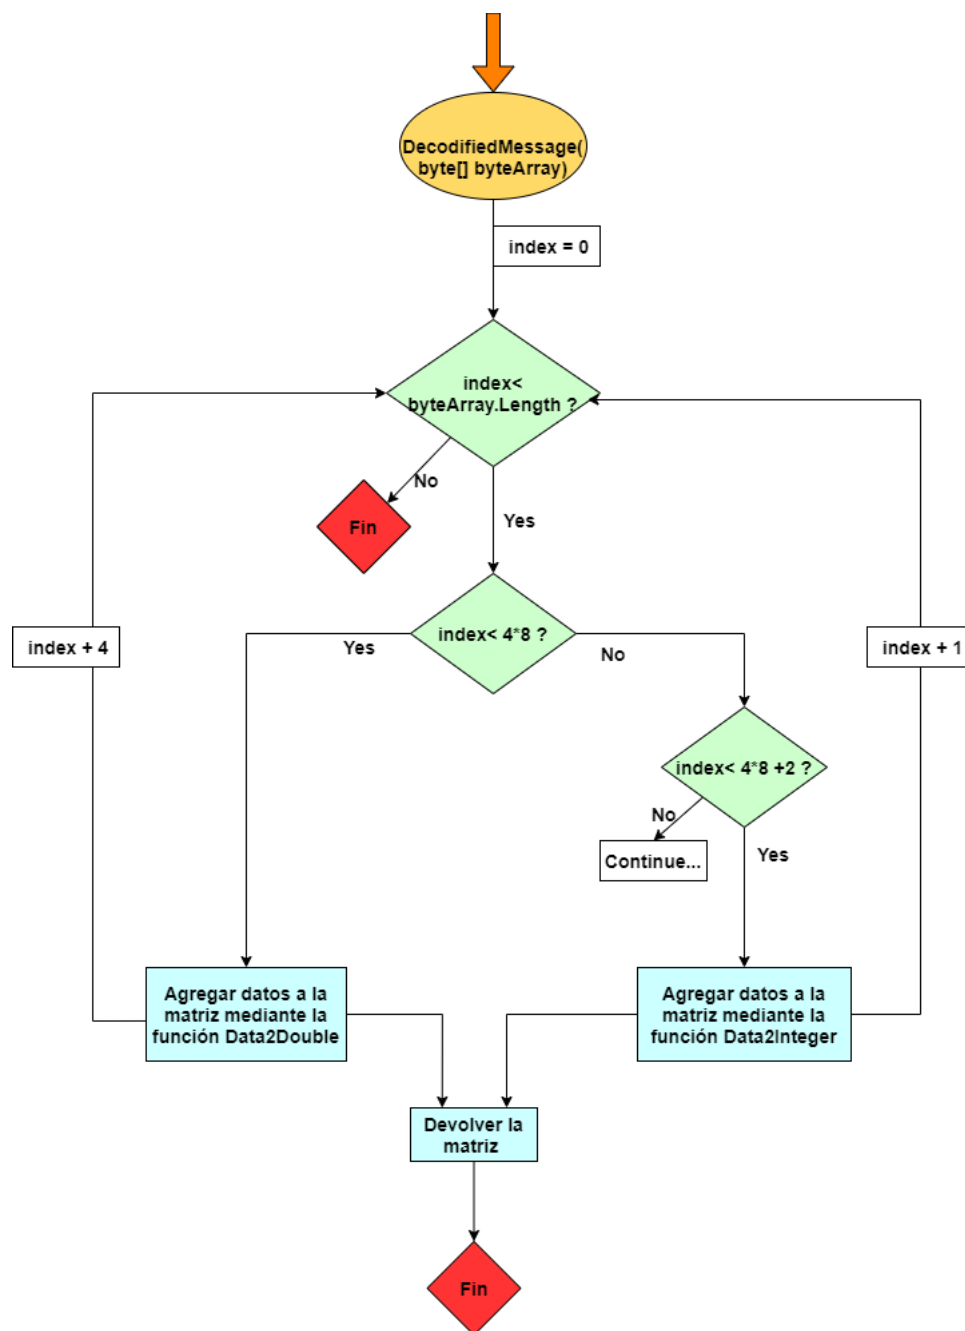 DecodifiedMessage(
byte[] byteArray)
index = 0
index<
byteArray.Length ?
No
Fin
Yes
index< 4*8 ?
Yes
No
index + 4
index + 1
index< 4*8 +2 ?
No
Continue...
Yes
Agregar datos a la
matriz mediante la
función Data2Double
Agregar datos a la
matriz mediante la
función Data2Integer
Devolver la
matriz
Fin